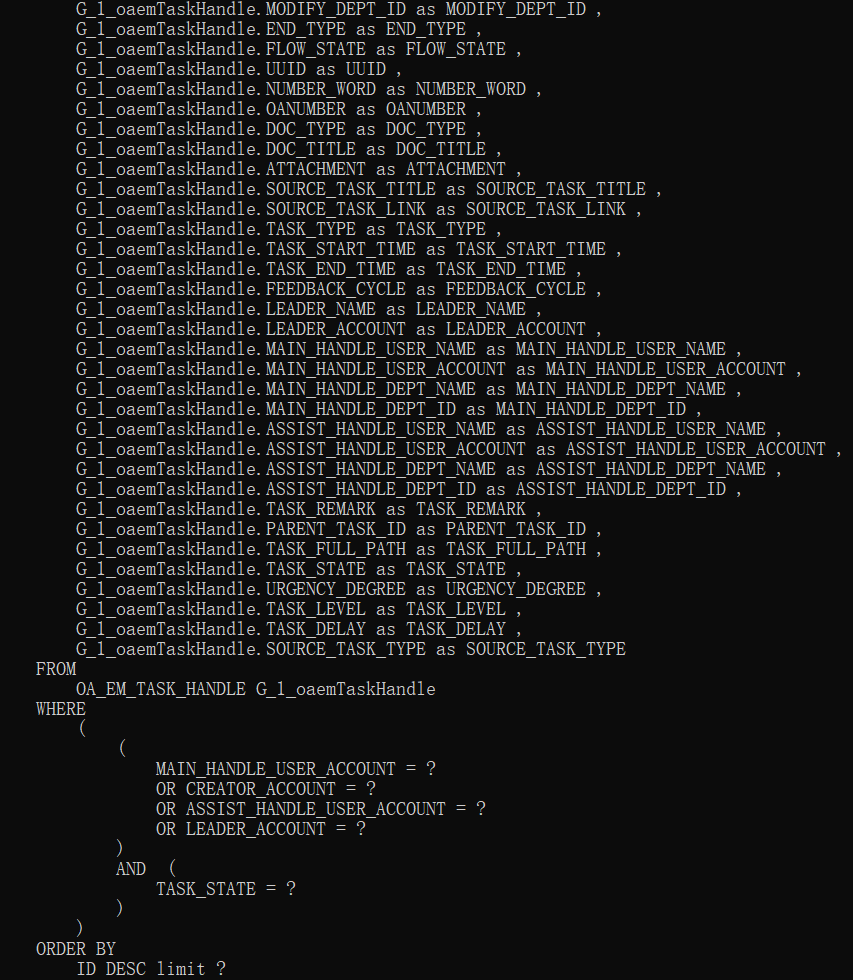 G_1_oaemTaskHandle.MODIFY_DEPT_ID as MODIFY_DEPT_ID ,
G_1_oaemTaskHandle.END_TYPE as END_TYPE ,
G_1_oaemTaskHandle.FLOW_STATE as FLOW_STATE ,
G_1_oaemTaskHandle.UUID as UUID ,
G_1_oaemTaskHandle.NUMBER_WORD as NUMBER_WORD ,
G_1_oaemTaskHandle.OANUMBER as OANUMBER ,
G_1_oaemTaskHandle.DOC_TYPE as DOC_TYPE ,
G_1_oaemTaskHandle.DOC_TITLE as DOC_TITLE ,
G_1_oaemTaskHandle.ATTACHMENT as ATTACHMENT ,
G_1_oaemTaskHandle.SOURCE_TASK_TITLE as SOURCE_TASK_TITLE ,
G_1_oaemTaskHandle.SOURCE_TASK_LINK as SOURCE_TASK_LINK ,
G_1_oaemTaskHandle.TASK_TYPE as TASK_TYPE ,
G_1_oaemTaskHandle.TASK_START_TIME as TASK_START_TIME ,
G_1_oaemTaskHandle.TASK_END_TIME as TASK_END_TIME ,
G_1_oaemTaskHandle.FEEDBACK_CYCLE as FEEDBACK_CYCLE ,
G_1_oaemTaskHandle.LEADER_NAME as LEADER_NAME ,
G_1_oaemTaskHandle.LEADER_ACCOUNT as LEADER_ACCOUNT ,
G_1_oaemTaskHandle.MAIN_HANDLE_USER_NAME as MAIN_HANDLE_USER_NAME ,
G_1_oaemTaskHandle.MAIN_HANDLE_USER_ACCOUNT as MAIN_HANDLE_USER_ACCOUNT ,
G_1_oaemTaskHandle.MAIN_HANDLE_DEPT_NAME as MAIN_HANDLE_DEPT_NAME ,
G_1_oaemTaskHandle.MAIN_HANDLE_DEPT_ID as MAIN_HANDLE_DEPT_ID ,
G_1_oaemTaskHandle.ASSIST_HANDLE_USER_NAME as ASSIST_HANDLE_USER_NAME ,
G_1_oaemTaskHandle.ASSIST_HANDLE_USER_ACCOUNT as ASSIST_HANDLE_USER_ACCOUNT ,
G_1_oaemTaskHandle.ASSIST_HANDLE_DEPT_NAME as ASSIST_HANDLE_DEPT_NAME ,
G_1_oaemTaskHandle.ASSIST_HANDLE_DEPT_ID as ASSIST_HANDLE_DEPT_ID ,
G_1_oaemTaskHandle.TASK_REMARK as TASK_REMARK ,
G_1_oaemTaskHandle.PARENT_TASK_ID as PARENT_TASK_ID ,
G_1_oaemTaskHandle.TASK_FULL_PATH as TASK_FULL_PATH ,
G_1_oaemTaskHandle.TASK_STATE as TASK_STATE ,
G_1_oaemTaskHandle.URGENCY_DEGREE as URGENCY_DEGREE ,
G_1_oaemTaskHandle.TASK_LEVEL as TASK_LEVEL ,
G_1_oaemTaskHandle.TASK_DELAY as TASK_DELAY ,
G_1_oaemTaskHandle.SOURCE_TASK_TYPE as SOURCE_TASK_TYPE
FROM
OA_EM_TASK_HANDLE G_1_oaemTaskHandle
WHERE
(
(
MAIN_HANDLE_USER_ACCOUNT = ?
OR CREATOR_ACCOUNT = ?
OR ASSIST_HANDLE_USER_ACCOUNT = ?
OR LEADER_ACCOUNT = ?
)
AND (
TASK_STATE = ?
)
)
ORDER BY
ID DESC limit ?